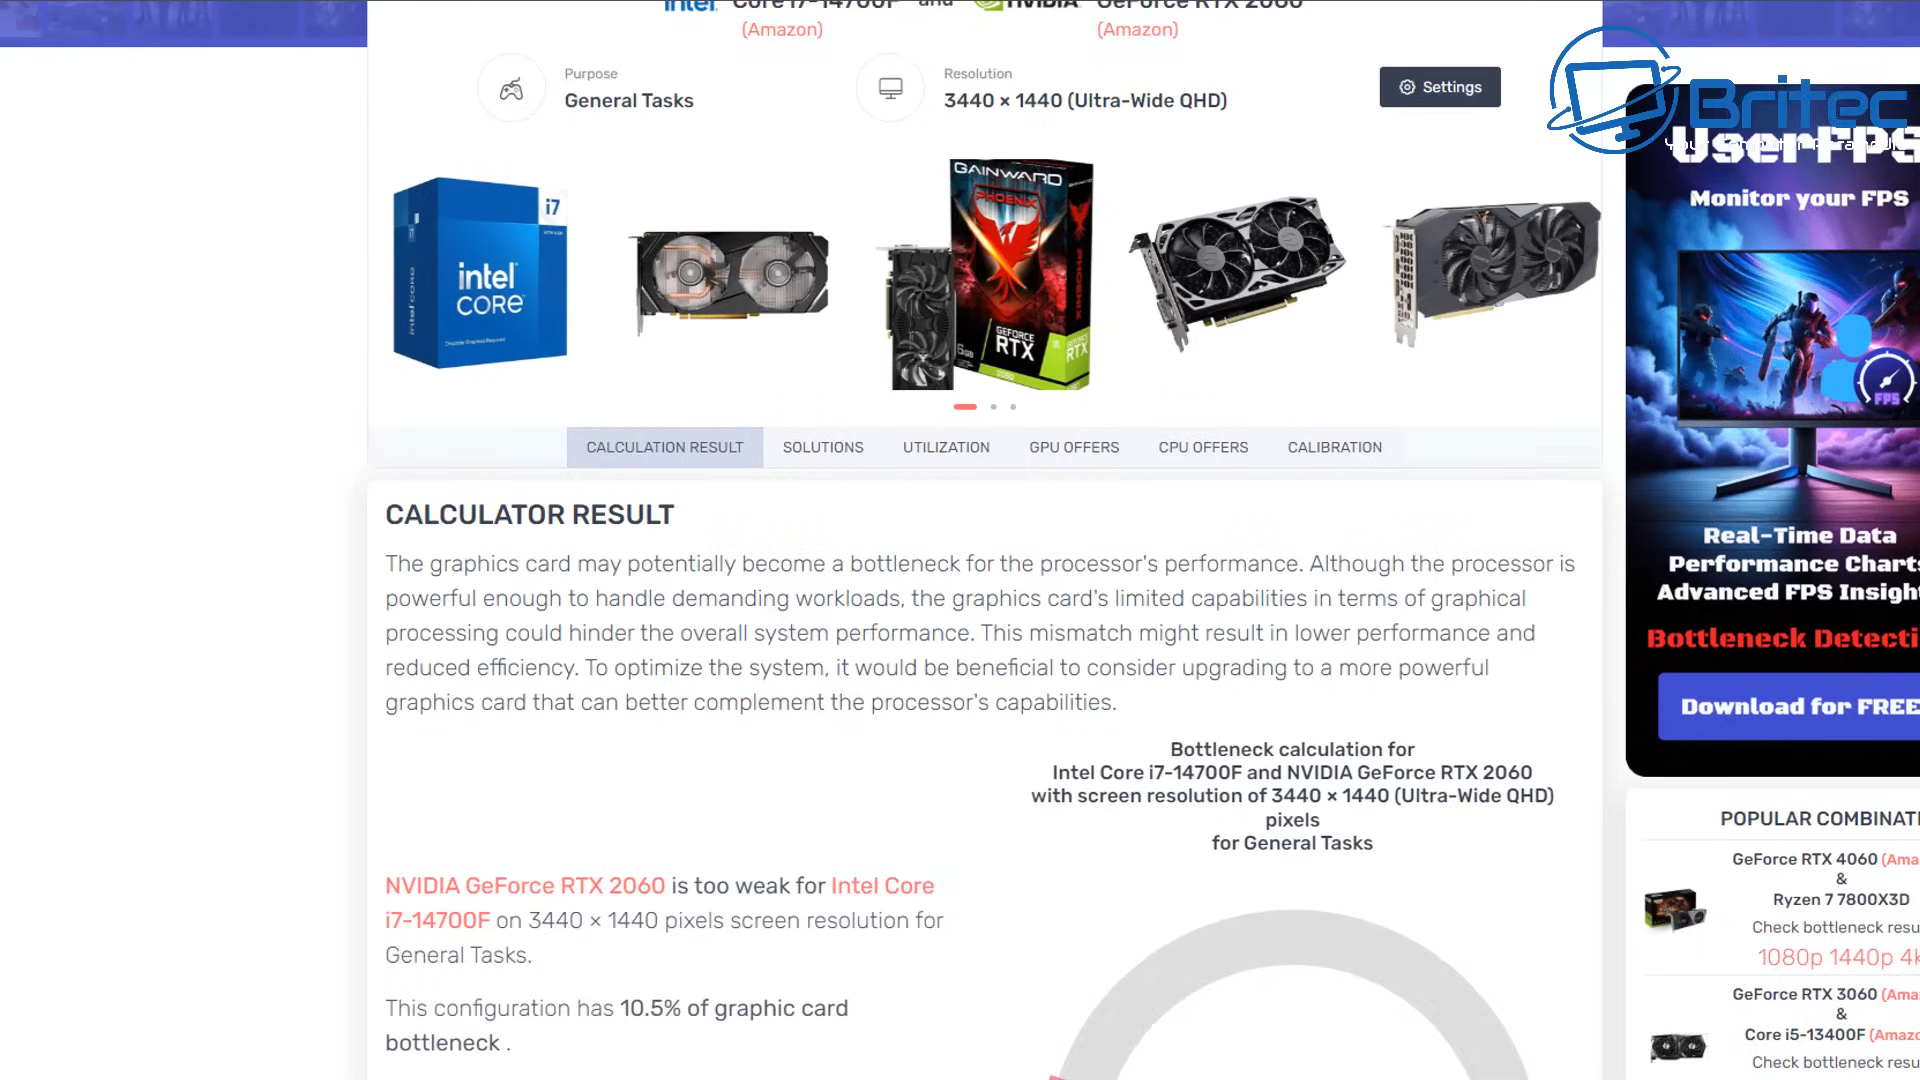 intel Core i7-14700F and NVIDIA GeForce RTX 2060
(Amazon) (Amazon)
Purpose
General Tasks
Resolution
3440 × 1440 (Ultra-Wide QHD)
Settings
Britec
UserFPS
Monitor your FPS
i7
intel
CORE
GAINWARD
PHOENIX
GEFORCE
RTX
RTX
6GB
2060
FPS
CALCULATION RESULT SOLUTIONS UTILIZATION GPU OFFERS CPU OFFERS CALIBRATION
CALCULATOR RESULT
The graphics card may potentially become a bottleneck for the processor's performance. Although the processor is
powerful enough to handle demanding workloads, the graphics card's limited capabilities in terms of graphical
processing could hinder the overall system performance. This mismatch might result in lower performance and
reduced efficiency. To optimize the system, it would be beneficial to consider upgrading to a more powerful
graphics card that can better complement the processor's capabilities.
Bottleneck calculation for
Intel Core i7-14700F and NVIDIA GeForce RTX 2060
with screen resolution of 3440 × 1440 (Ultra-Wide QHD)
pixels
for General Tasks
NVIDIA GeForce RTX 2060 is too weak for Intel Core
i7-14700F on 3440 × 1440 pixels screen resolution for
General Tasks.
This configuration has 10.5% of graphic card
bottleneck .
Real-Time Data
Performance Charts
Advanced FPS Insigh
Bottleneck Detecti
Download for FREE
POPULAR COMBINATI
GeForce RTX 4060 (Ama
&
Ryzen 7 7800X3D
Check bottleneck resu
1080p 1440p 4k
GeForce RTX 3060 (Ama
&
Core i5-13400F (Amazo
Check bottleneck resu